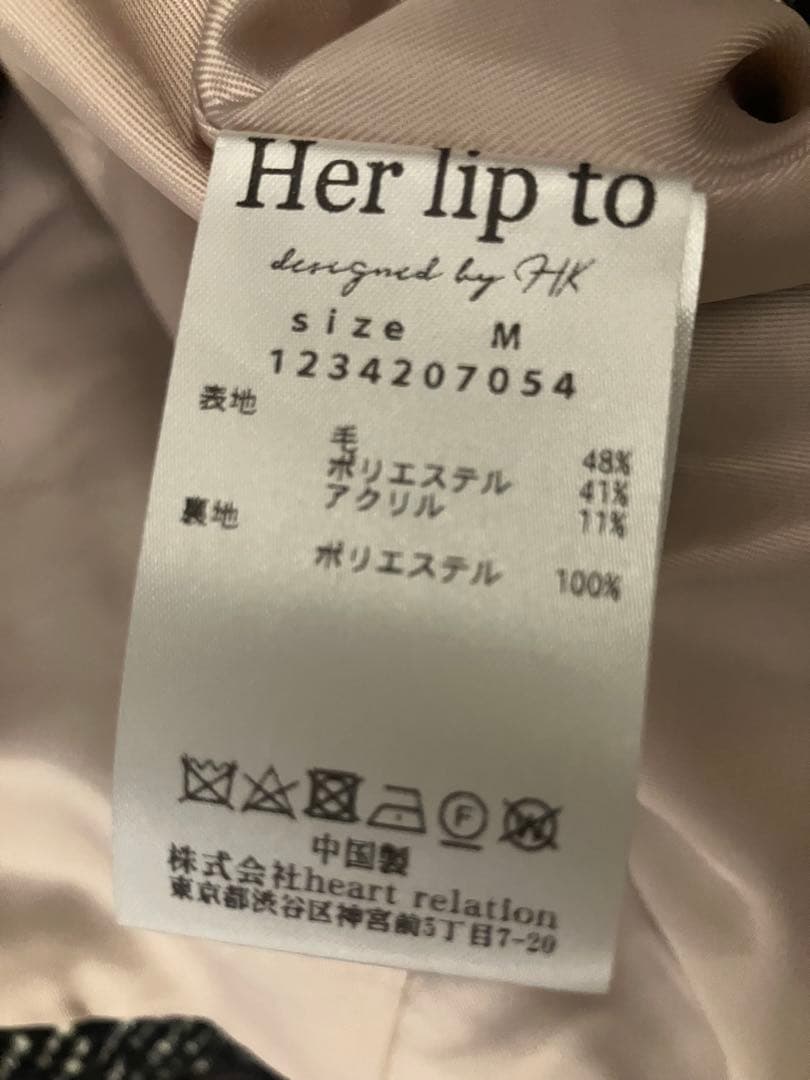 Her lip to
designed by HK
size M
1234207054
表地
毛 48%
ポリエステル 41%
アクリル 11%
裏地
ポリエステル 100%
F W
中国製
株式会社heart relation
東京都渋谷区神宮前5丁目7-20